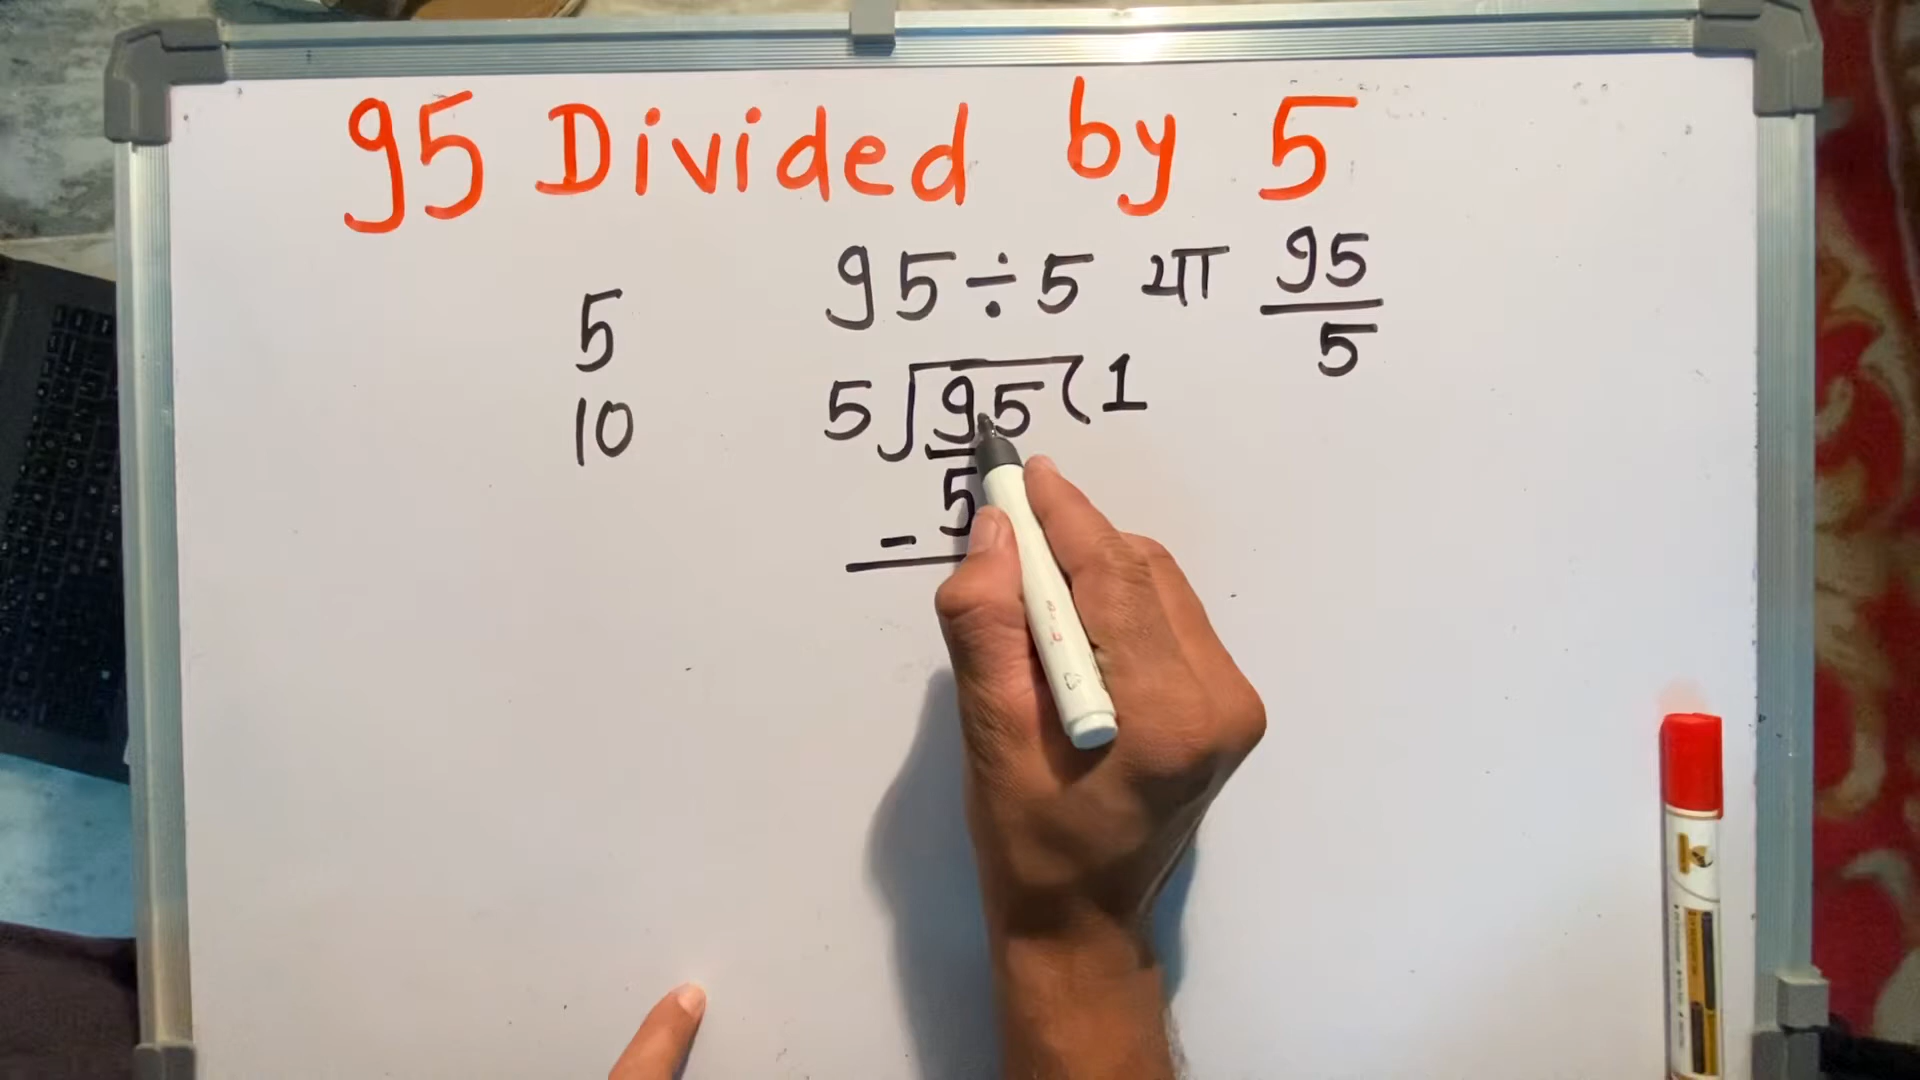 95 Divided by 5
95 ÷ 5 या 95/5
5
10
5 95 ( 1
- 5